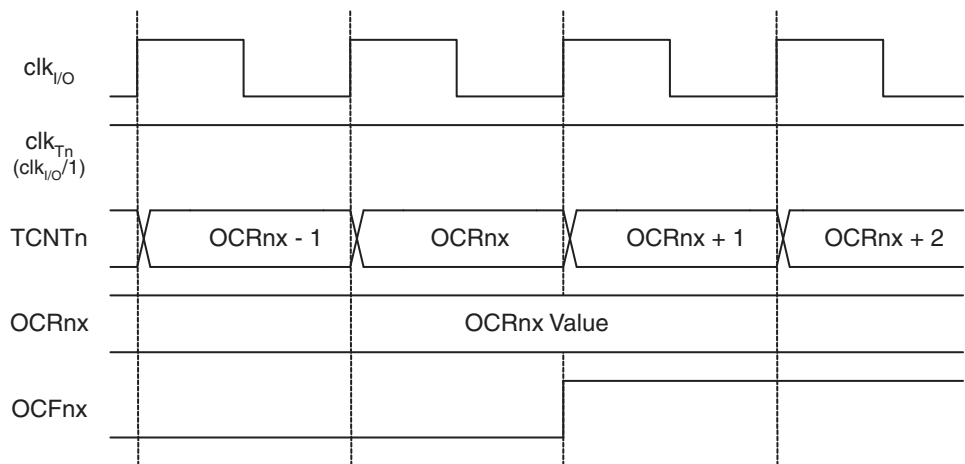 clkI/O
clkTn
(clkI/O/1)
TCNTn
OCRnx - 1
OCRnx
OCRnx + 1
OCRnx + 2
OCRnx
OCRnx Value
OCFnx